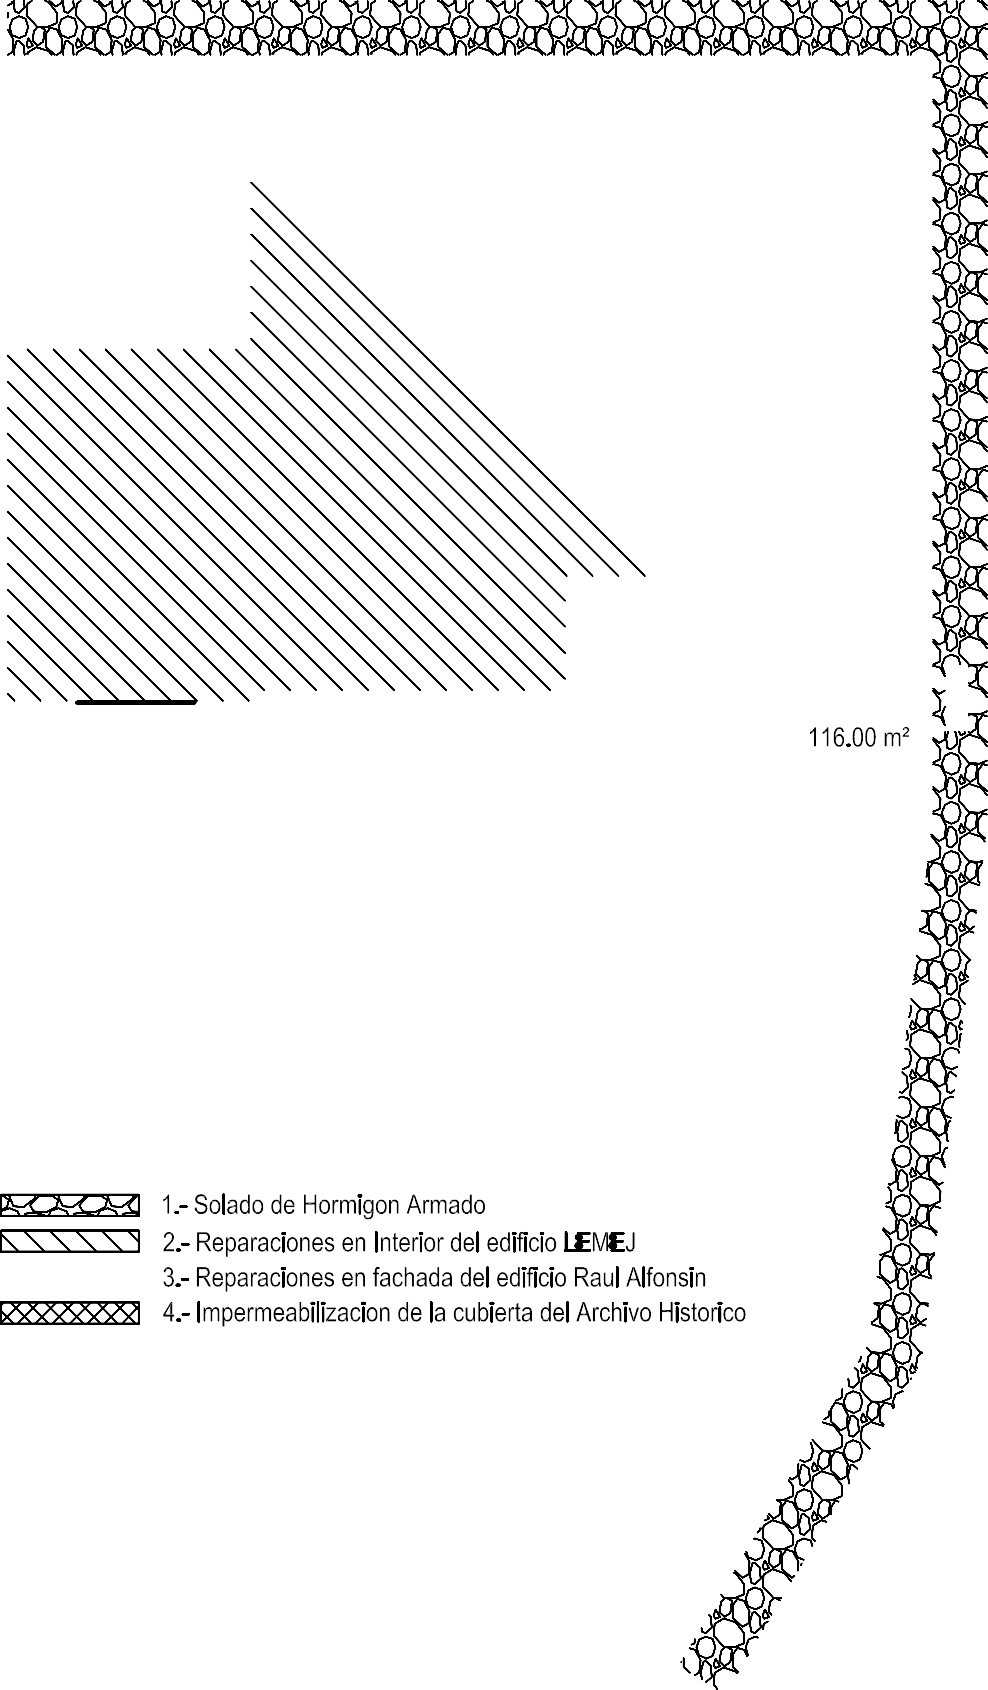 116.00 m²
1.- Solado de Hormigon Armado
2.- Reparaciones en Interior del edificio LEMEJ
3.- Reparaciones en fachada del edificio Raul Alfonsin
4.- Impermeabilizacion de la cubierta del Archivo Historico